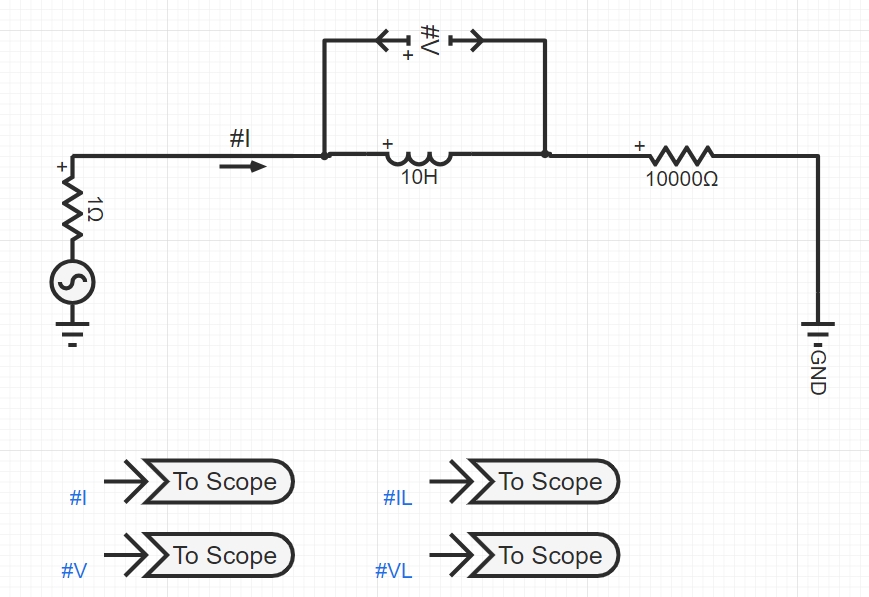 #V
+
#I
+
+
+
1Ω
10H
10000Ω
GND
To Scope
To Scope
#I
#IL
To Scope
To Scope
#V
#VL